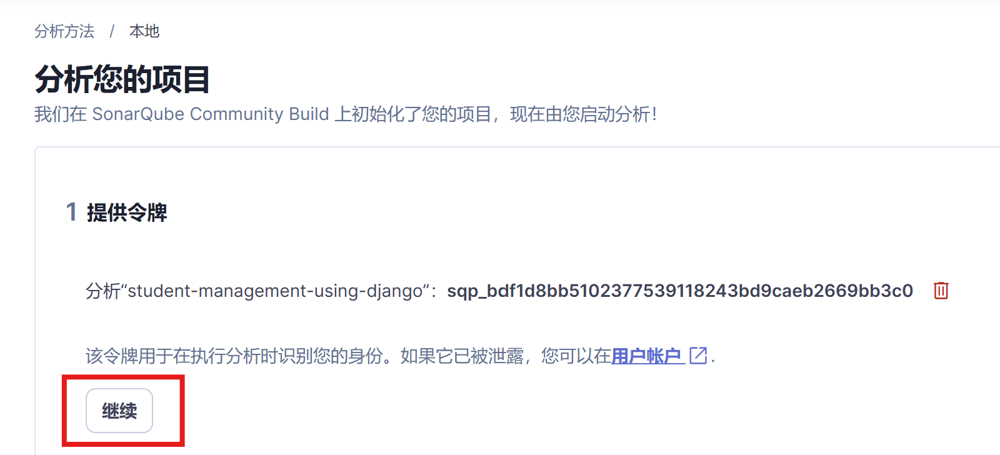 分析方法 / 本地
分析您的项目
我们在 SonarQube Community Build 上初始化了您的项目，现在由您启动分析！
1 提供令牌
分析“student-management-using-django”： sqp_bdf1d8bb5102377539118243bd9caeb2669bb3c0
该令牌用于在执行分析时识别您的身份。如果它已被泄露，您可以在用户帐户.
继续